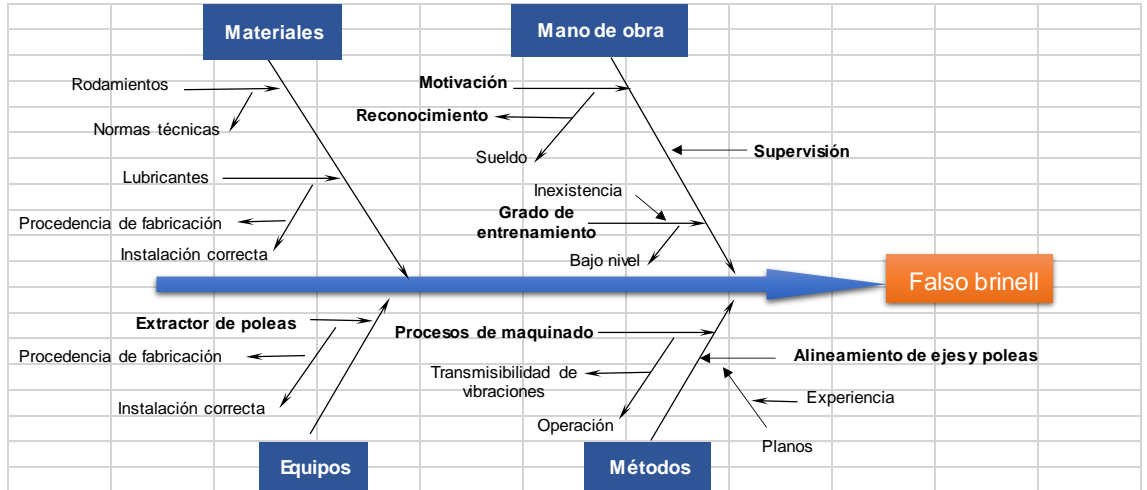 Materiales
Mano de obra
Rodamientos
Motivación
Reconocimiento
Normas técnicas
Sueldo
Supervisión
Lubricantes
Inexistencia
Procedencia de fabricación
Grado de
entrenamiento
Instalación correcta
Bajo nivel
Falso brinell
Extractor de poleas
Procesos de maquinado
Procedencia de fabricación
Alineamiento de ejes y poleas
Transmisibilidad de
vibraciones
Experiencia
Instalación correcta
Operación
Planos
Equipos
Métodos